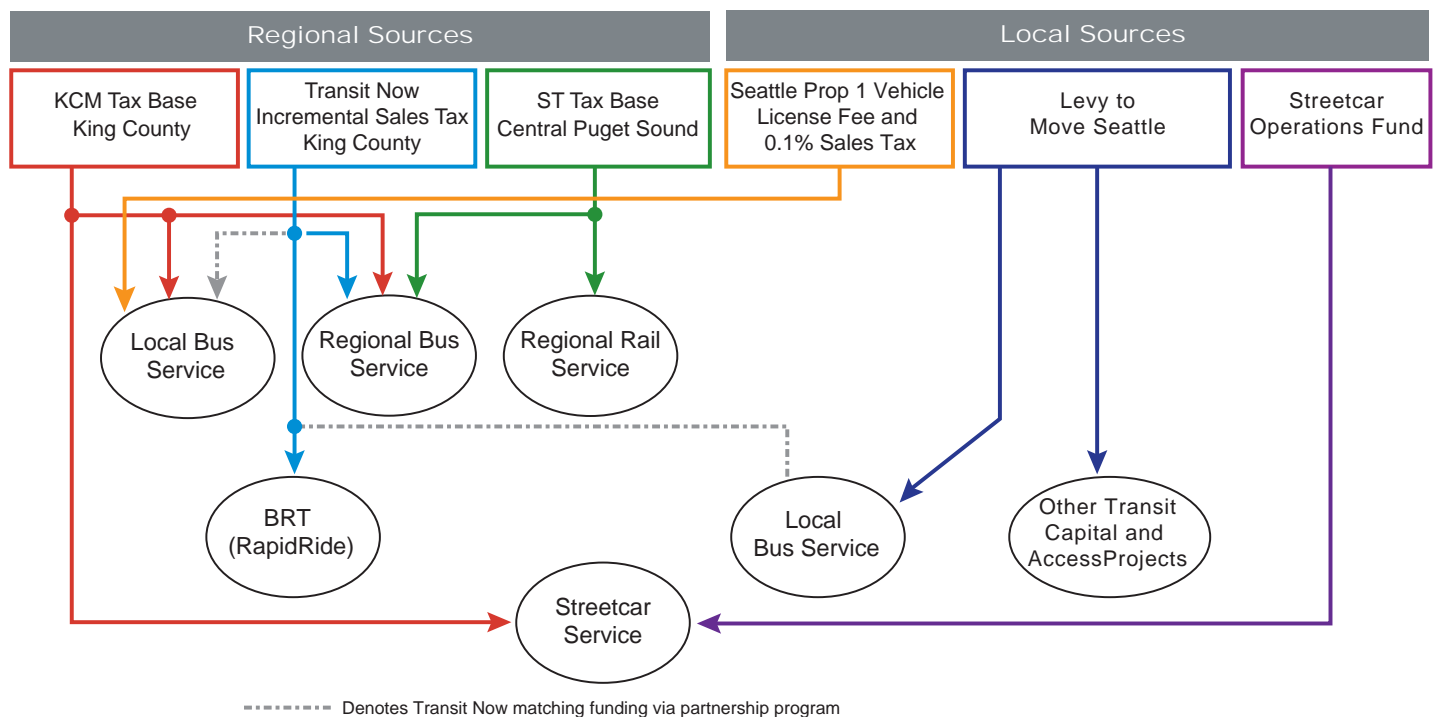 Regional Sources
Local Sources
KCM Tax Base
King County
Transit Now
Incremental Sales Tax
King County
ST Tax Base
Central Puget Sound
Seattle Prop 1 Vehicle
License Fee and
0.1% Sales Tax
Levy to
Move Seattle
Streetcar
Operations Fund
Local Bus
Service
Regional Bus
Service
Regional Rail
Service
BRT
(RapidRide)
Local
Bus Service
Other Transit
Capital and
AccessProjects
Streetcar
Service
Denotes Transit Now matching funding via partnership program